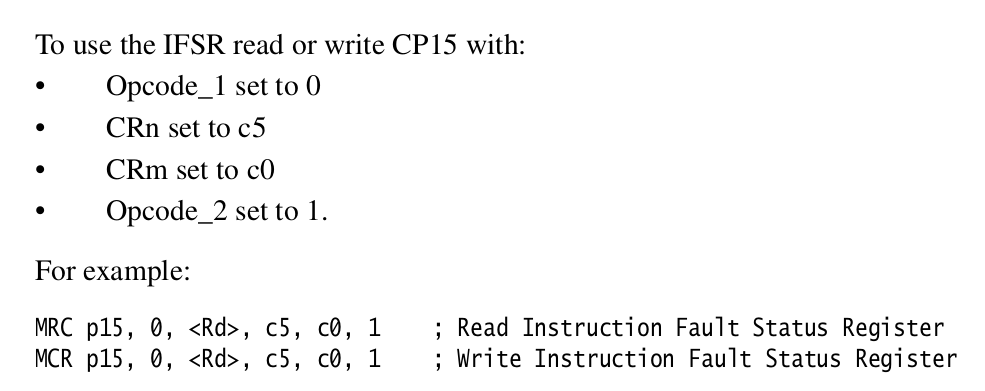 To use the IFSR read or write CP15 with:
• Opcode_1 set to 0
• CRn set to c5
• CRm set to c0
• Opcode_2 set to 1.
For example:
MRC p15, 0, <Rd>, c5, c0, 1 ; Read Instruction Fault Status Register
MCR p15, 0, <Rd>, c5, c0, 1 ; Write Instruction Fault Status Register